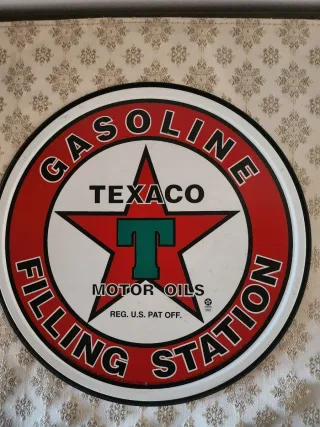 GASOLINE
TEXACO
T
MOTOR OILS
REG. U.S. PAT OFF.
FILLING STATION